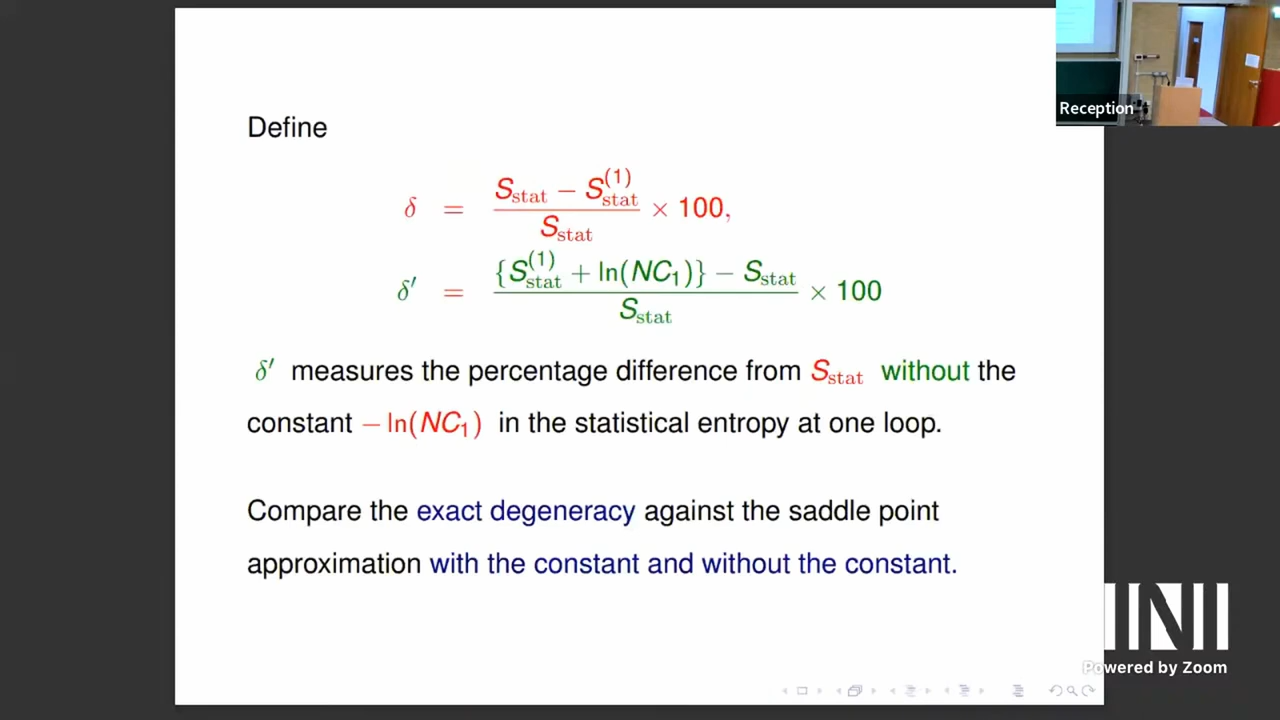 Define
δ = (S_stat − S_stat^(1)) / S_stat × 100,
δ′ = ({S_stat^(1) + ln(NC₁)} − S_stat) / S_stat × 100
δ′ measures the percentage difference from S_stat without the
constant − ln(NC₁) in the statistical entropy at one loop.
Compare the exact degeneracy against the saddle point
approximation with the constant and without the constant.
Reception
INI
Powered by Zoom